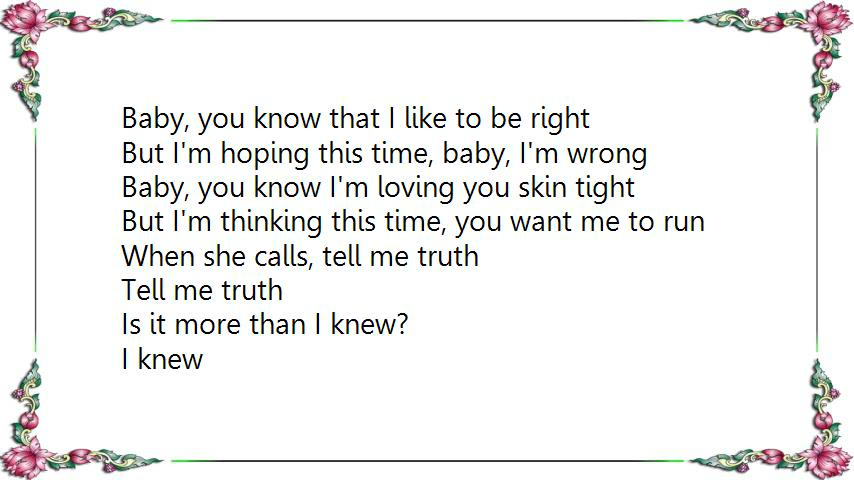 Baby, you know that I like to be right
But I'm hoping this time, baby, I'm wrong
Baby, you know I'm loving you skin tight
But I'm thinking this time, you want me to run
When she calls, tell me truth
Tell me truth
Is it more than I knew?
I knew